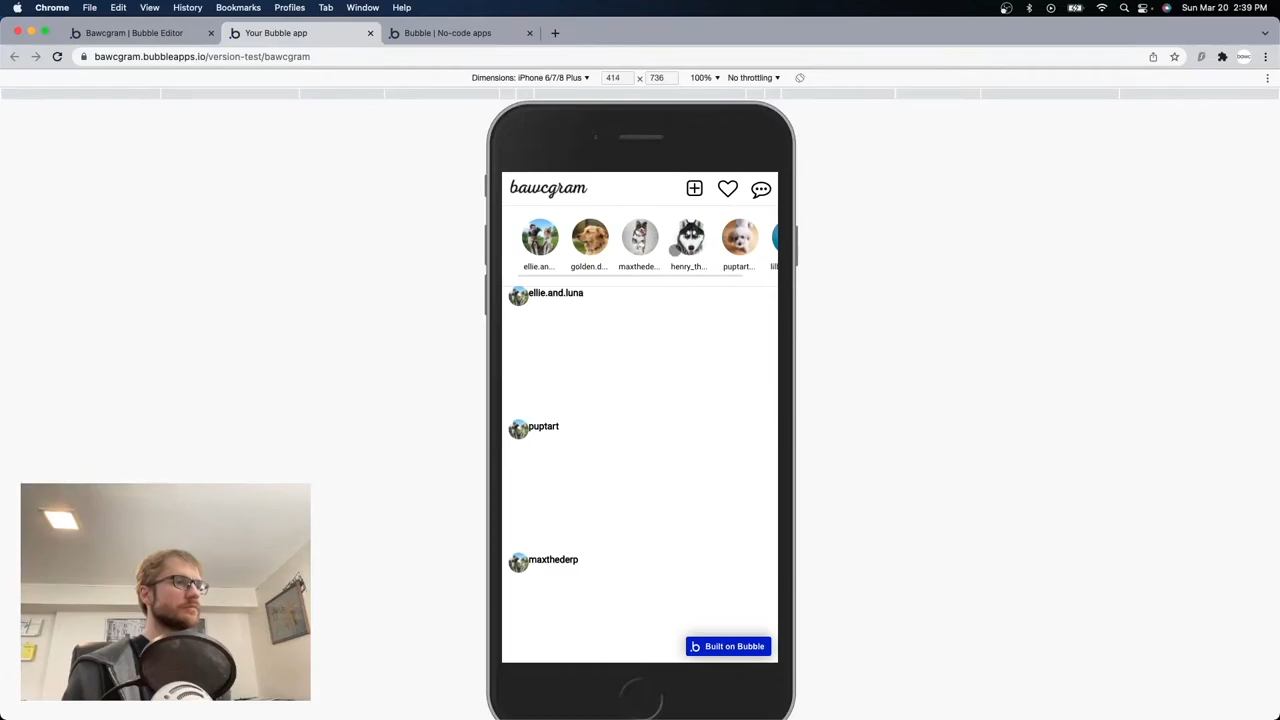 Chrome File Edit View History Bookmarks Profiles Tab Window Help Sun Mar 20 2:39 PM
Bawcgram | Bubble Editor Your Bubble app Bubble | No-code apps
bawcgram.bubbleapps.io/version-test/bawcgram
Dimensions: iPhone 6/7/8 Plus 414 x 736 100% No throttling
bawcgram
ellie.an... golden.d... maxthede... henry_th... puptart...
ellie.and.luna
puptart
maxthederp
Built on Bubble